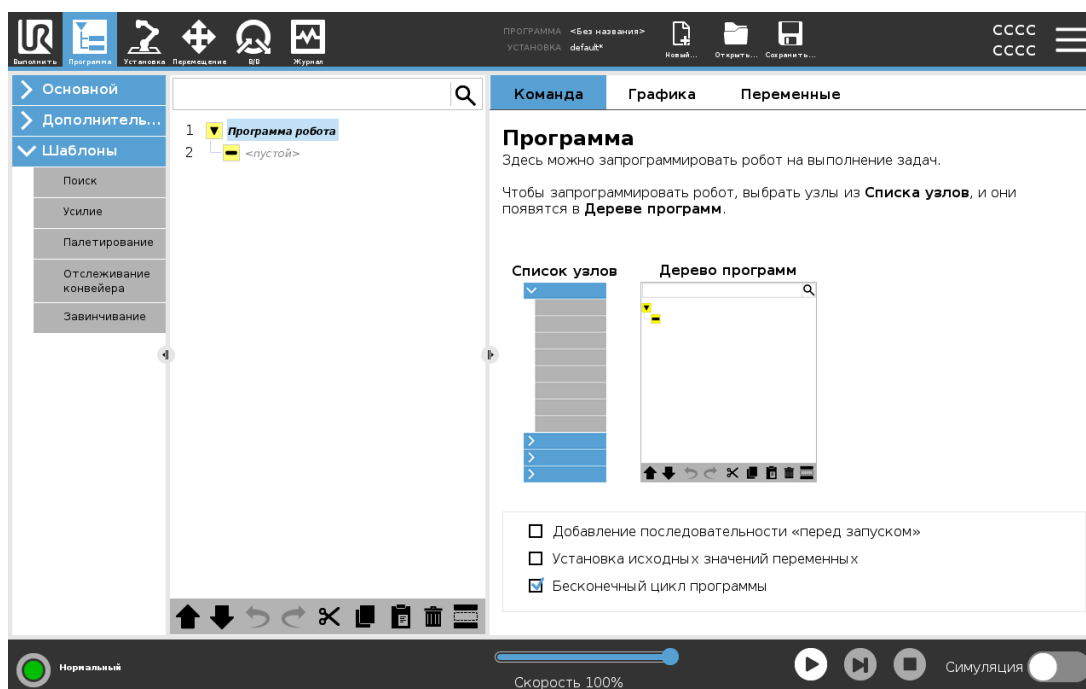 ПРОГРАММА <Без названия>
УСТАНОВКА default*
UR
Выполнить
Программа
Установка
Перемещение
В/В
Журнал
Новый...
Открыть...
Сохранить...
cccc
cccc
Основной
Дополнитель...
Шаблоны
Поиск
Усилие
Палетирование
Отслеживание
конвейера
Завинчивание
1 Программа робота
2 <пустой>
Команда Графика Переменные
Программа
Здесь можно запрограммировать робот на выполнение задач.
Чтобы запрограммировать робот, выбрать узлы из Списка узлов, и они
появятся в Дереве программ.
Список узлов Дерево программ
Добавление последовательности «перед запуском»
Установка исходных значений переменных
Бесконечный цикл программы
Нормальный
Скорость 100%
Симуляция